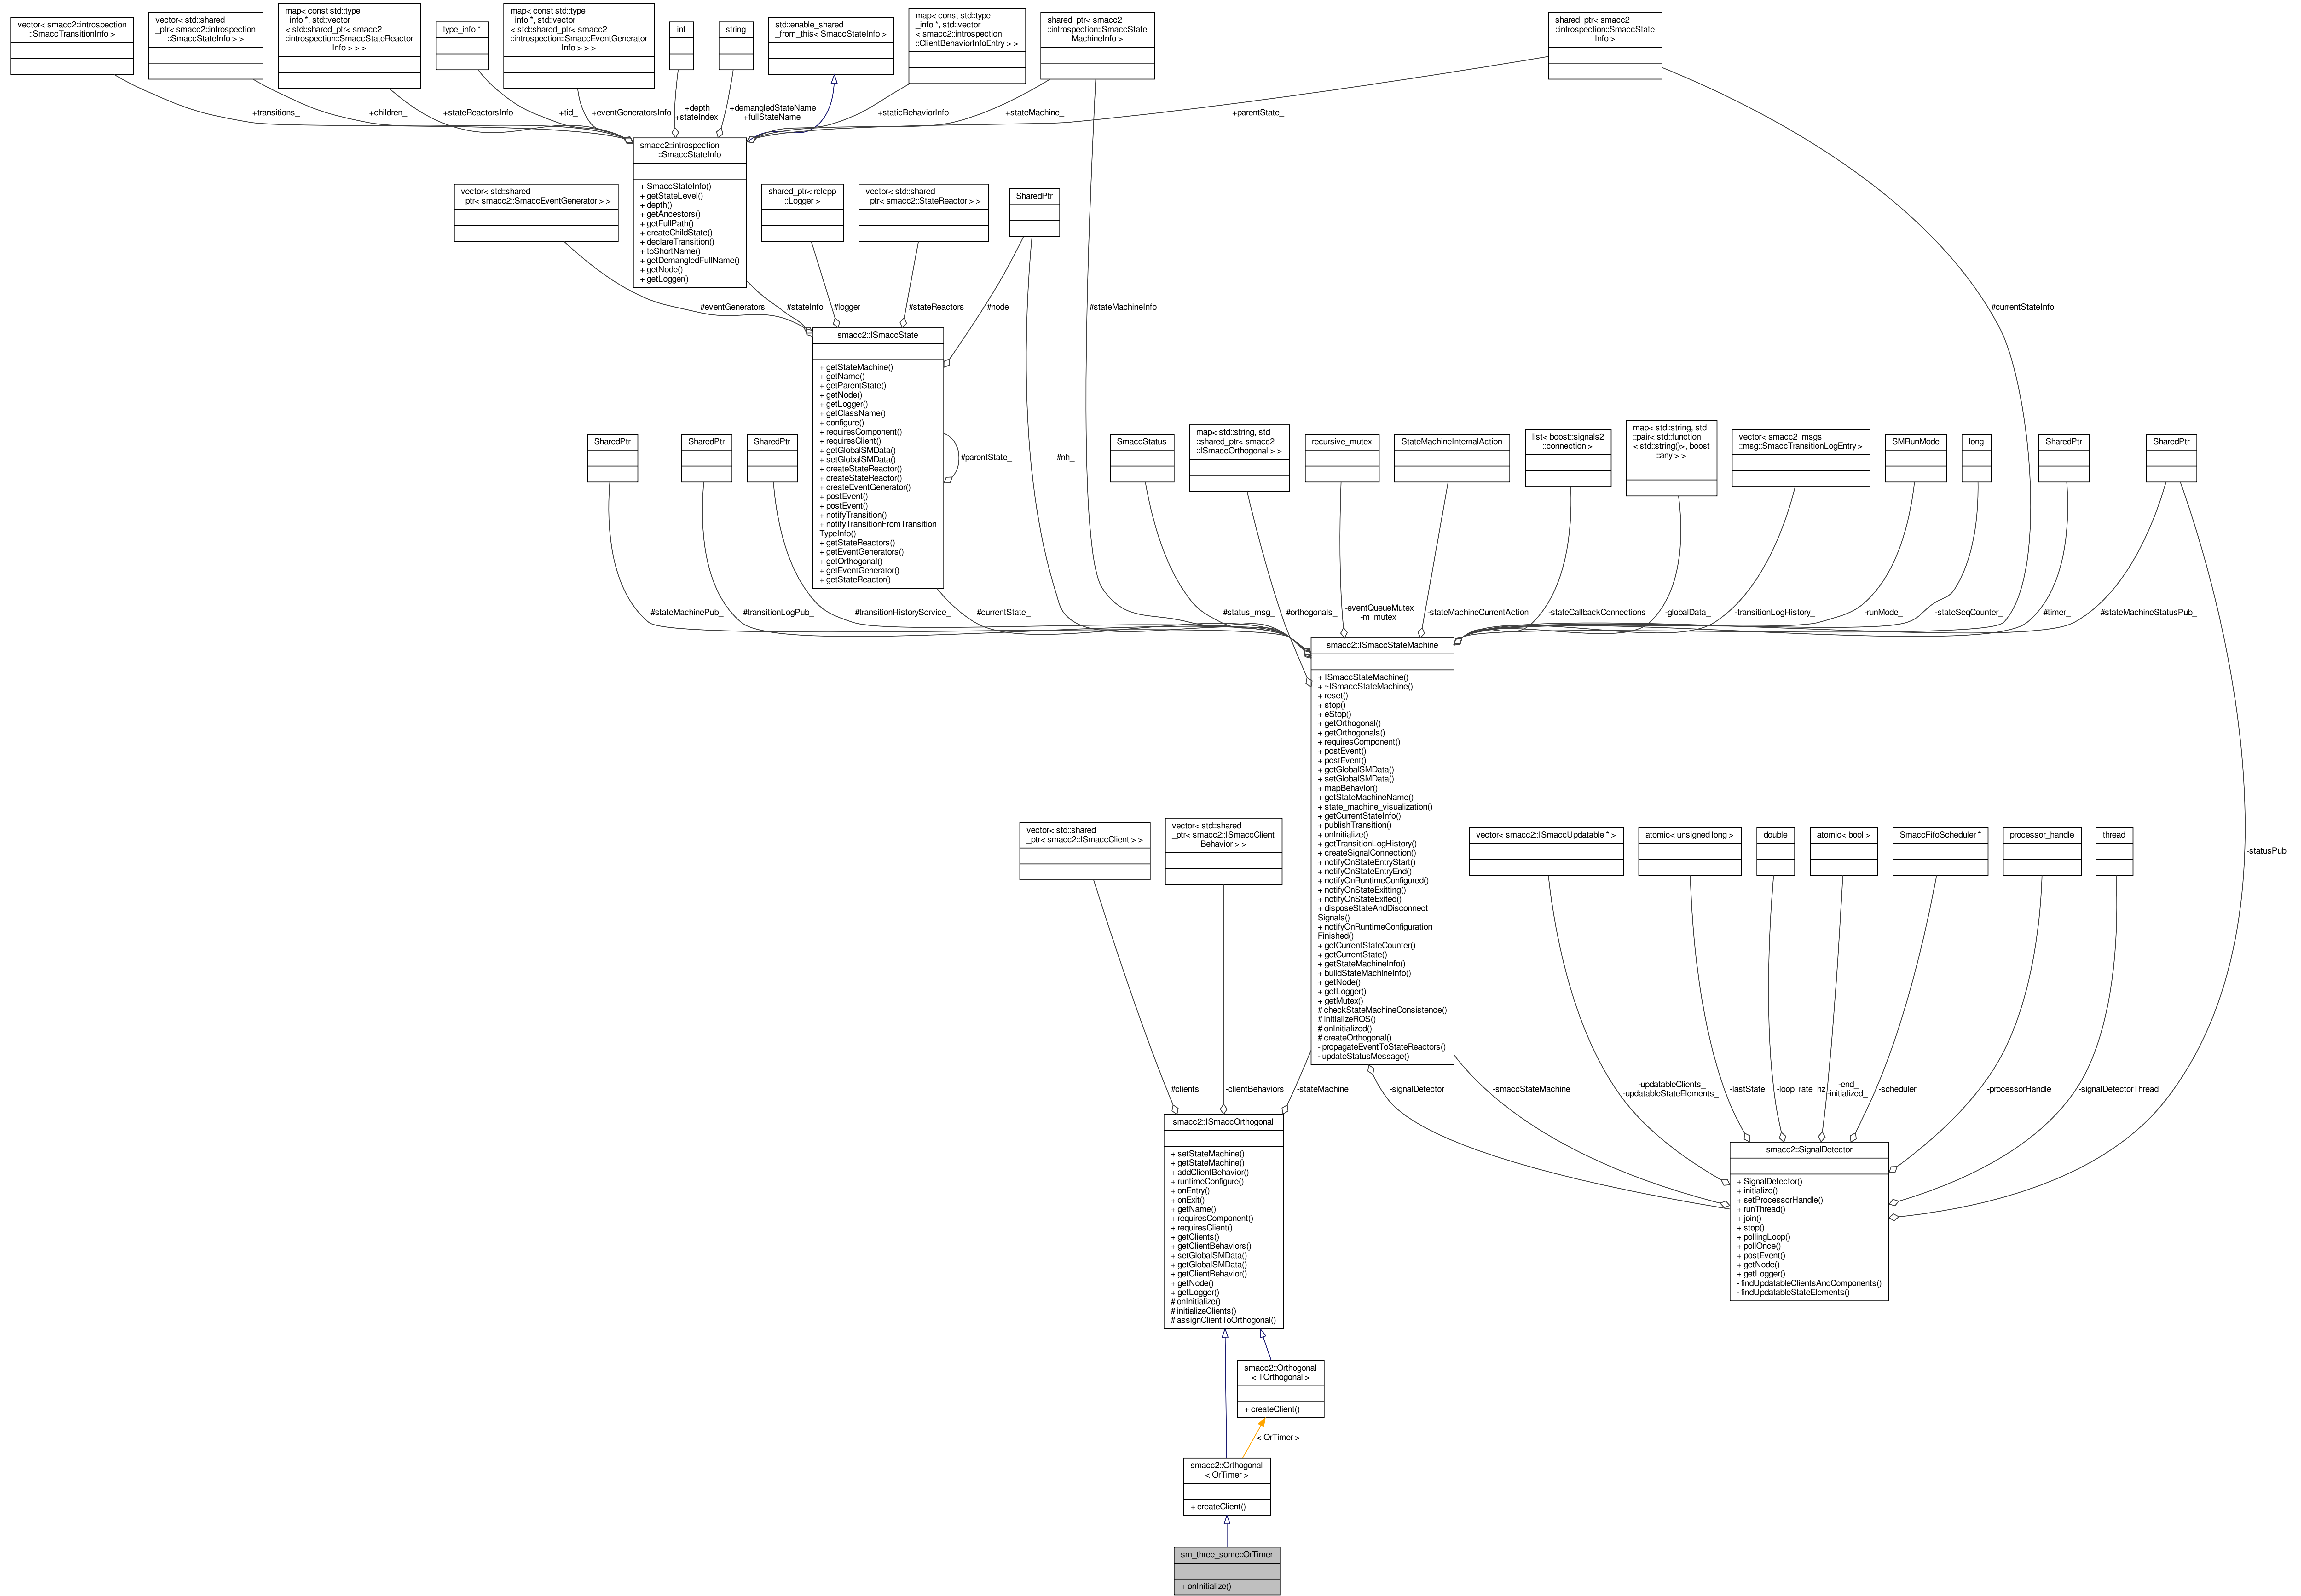 vector< smacc2::introspection
::SmaccTransitionInfo >
vector< std::shared
_ptr< smacc2::introspection
::SmaccStateInfo > >
map< const std::type
_info *, std::vector
< std::shared_ptr< smacc2
::introspection::SmaccStateReactor
Info > > >
type_info *
map< const std::type
_info *, std::vector
< std::shared_ptr< smacc2
::introspection::SmaccEventGenerator
Info > > >
int
string
std::enable_shared
_from_this< SmaccStateInfo >
map< const std::type
_info *, std::vector
< smacc2::introspection
::ClientBehaviorInfoEntry > >
shared_ptr< smacc2
::introspection::SmaccState
MachineInfo >
shared_ptr< smacc2
::introspection::SmaccState
Info >
+transitions_
+children_
+stateReactorsInfo
+tid_
+eventGeneratorsInfo
+depth_
+stateIndex_
+demangledStateName
+fullStateName
+staticBehaviorInfo
+stateMachine_
+parentState_
smacc2::introspection
::SmaccStateInfo
+ SmaccStateInfo()
+ getStateLevel()
+ depth()
+ getAncestors()
+ getFullPath()
+ createChildState()
+ declareTransition()
+ toShortName()
+ getDemangledFullName()
+ getNode()
+ getLogger()
vector< std::shared
_ptr< smacc2::SmaccEventGenerator > >
shared_ptr< rclcpp
::Logger >
vector< std::shared
_ptr< smacc2::StateReactor > >
SharedPtr
#eventGenerators_
#stateInfo_
#logger_
#stateReactors_
#node_
#stateMachineInfo_
#currentStateInfo_
smacc2::ISmaccState
+ getStateMachine()
+ getName()
+ getParentState()
+ getNode()
+ getLogger()
+ getClassName()
+ configure()
+ requiresComponent()
+ requiresClient()
+ getGlobalSMData()
+ setGlobalSMData()
+ createStateReactor()
+ createStateReactor()
+ createEventGenerator()
+ postEvent()
+ postEvent()
+ notifyTransition()
+ notifyTransitionFromTransition
TypeInfo()
+ getStateReactors()
+ getEventGenerators()
+ getOrthogonal()
+ getEventGenerator()
+ getStateReactor()
#parentState_
#nh_
SharedPtr
SharedPtr
SharedPtr
SmaccStatus
map< std::string, std
::shared_ptr< smacc2
::ISmaccOrthogonal > >
recursive_mutex
StateMachineInternalAction
list< boost::signals2
::connection >
map< std::string, std
::pair< std::function
< std::string()>, boost
::any > >
vector< smacc2_msgs
::msg::SmaccTransitionLogEntry >
SMRunMode
long
SharedPtr
SharedPtr
#stateMachinePub_
#transitionLogPub_
#transitionHistoryService_
#currentState_
#status_msg_
#orthogonals_
-eventQueueMutex_
-m_mutex_
-stateMachineCurrentAction
-stateCallbackConnections
-globalData_
-transitionLogHistory_
-runMode_
-stateSeqCounter_
#timer_
#stateMachineStatusPub_
smacc2::ISmaccStateMachine
+ ISmaccStateMachine()
+ ~ISmaccStateMachine()
+ reset()
+ stop()
+ eStop()
+ getOrthogonal()
+ getOrthogonals()
+ requiresComponent()
+ postEvent()
+ postEvent()
+ getGlobalSMData()
+ setGlobalSMData()
+ mapBehavior()
+ getStateMachineName()
+ state_machine_visualization()
+ getCurrentStateInfo()
+ publishTransition()
+ onInitialize()
+ getTransitionLogHistory()
+ createSignalConnection()
+ notifyOnStateEntryStart()
+ notifyOnStateEntryEnd()
+ notifyOnRuntimeConfigured()
+ notifyOnStateExitting()
+ notifyOnStateExited()
+ disposeStateAndDisconnect
Signals()
+ notifyOnRuntimeConfiguration
Finished()
+ getCurrentStateCounter()
+ getCurrentState()
+ getStateMachineInfo()
+ buildStateMachineInfo()
+ getNode()
+ getLogger()
+ getMutex()
# checkStateMachineConsistence()
# initializeROS()
# onInitialized()
# createOrthogonal()
- propagateEventToStateReactors()
- updateStatusMessage()
vector< std::shared
_ptr< smacc2::ISmaccClient > >
vector< std::shared
_ptr< smacc2::ISmaccClient
Behavior > >
vector< smacc2::ISmaccUpdatable * >
atomic< unsigned long >
double
atomic< bool >
SmaccFifoScheduler *
processor_handle
thread
-statusPub_
#clients_
-clientBehaviors_
-stateMachine_
-signalDetector_
-smaccStateMachine_
-updatableClients_
-updatableStateElements_
-lastState_
-loop_rate_hz
-end_
-initialized_
-scheduler_
-processorHandle_
-signalDetectorThread_
smacc2::ISmaccOrthogonal
+ setStateMachine()
+ getStateMachine()
+ addClientBehavior()
+ runtimeConfigure()
+ onEntry()
+ onExit()
+ getName()
+ requiresComponent()
+ requiresClient()
+ getClients()
+ getClientBehaviors()
+ setGlobalSMData()
+ getGlobalSMData()
+ getClientBehavior()
+ getNode()
+ getLogger()
# onInitialize()
# initializeClients()
# assignClientToOrthogonal()
smacc2::SignalDetector
+ SignalDetector()
+ initialize()
+ setProcessorHandle()
+ runThread()
+ join()
+ stop()
+ pollingLoop()
+ pollOnce()
+ postEvent()
+ getNode()
+ getLogger()
- findUpdatableClientsAndComponents()
- findUpdatableStateElements()
smacc2::Orthogonal
< TOrthogonal >
+ createClient()
< OrTimer >
smacc2::Orthogonal
< OrTimer >
+ createClient()
sm_three_some::OrTimer
+ onInitialize()